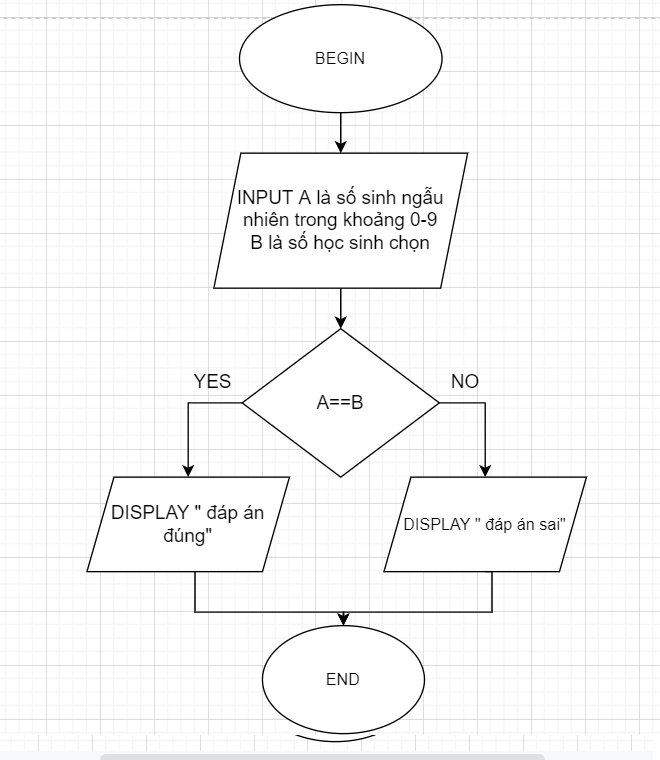 BEGIN
INPUT A là số sinh ngẫu
nhiên trong khoảng 0-9
B là số học sinh chọn
A==B
YES
NO
DISPLAY " đáp án
đúng"
DISPLAY " đáp án sai"
END